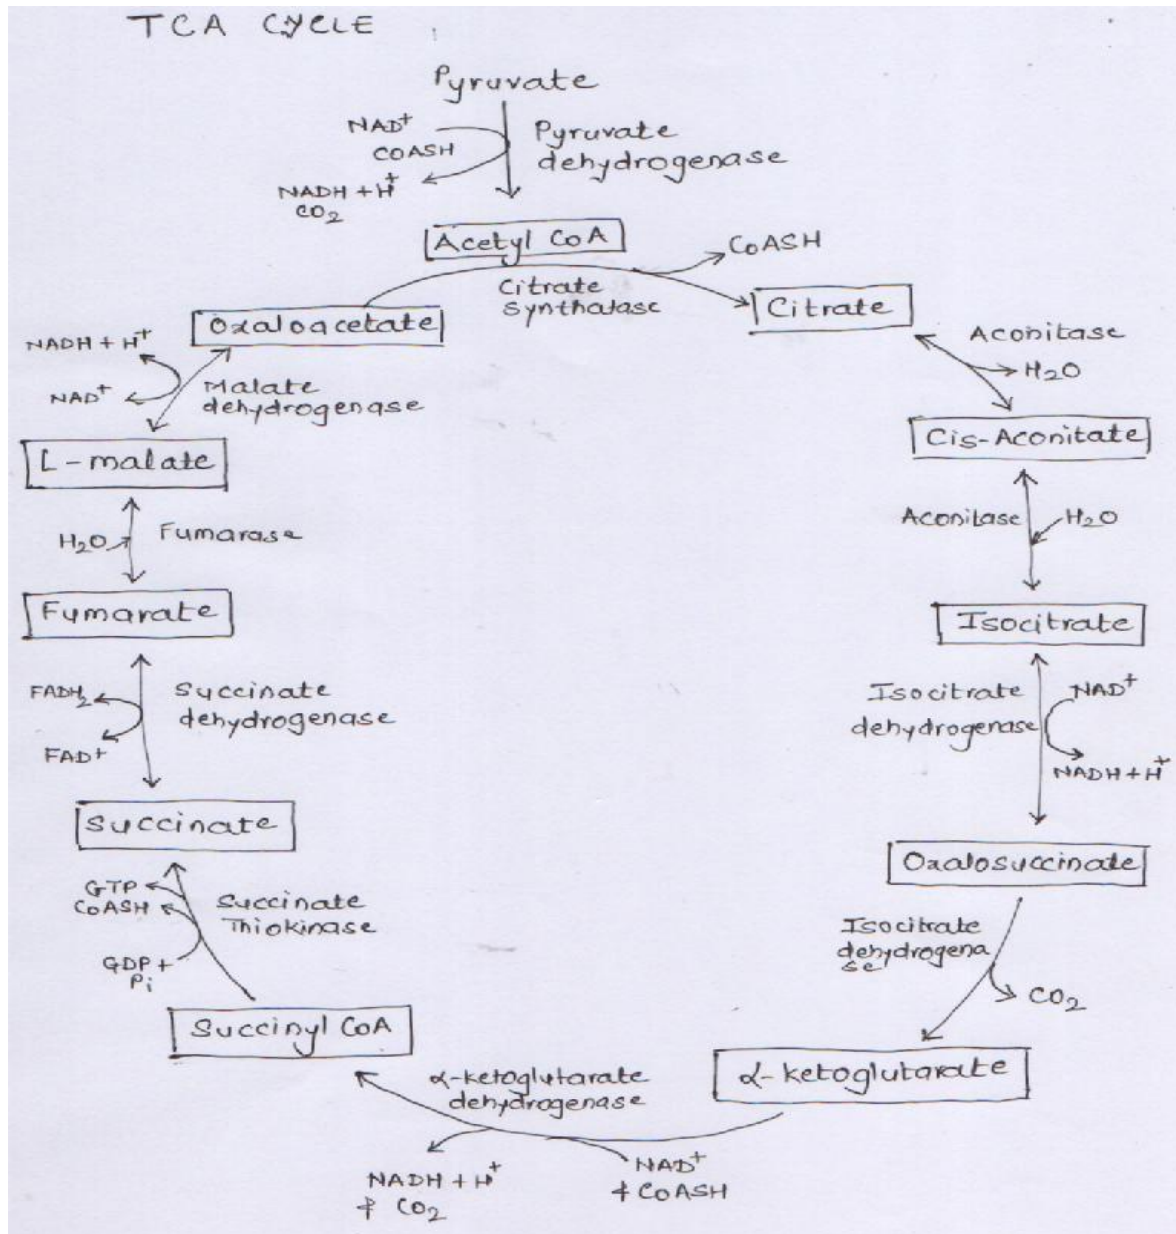 TCA CYCLE
Pyruvate
NAD⁺
COASH
Pyruvate
dehydrogenase
NADH + H⁺
CO₂
Acetyl CoA
CoASH
Citrate
Synthatase
Citrate
Oxaloacetate
Aconitase
H₂O
NADH + H⁺
NAD⁺
Malate
dehydrogenase
Cis-Aconitate
L-malate
Aconitase
H₂O
H₂O
Fumarase
Fumarate
Isocitrate
FADH₂
Succinate
dehydrogenase
FAD⁺
Isocitrate
dehydrogenase
NAD⁺
NADH + H⁺
Succinate
Oxalosuccinate
GTP
CoASH
Succinate
Thiokinase
GDP +
Pi
Isocitrate
dehydrogena
se
CO₂
Succinyl CoA
α-ketoglutarate
α-ketoglutarate
dehydrogenase
NADH + H⁺
& CO₂
NAD⁺
& CoASH